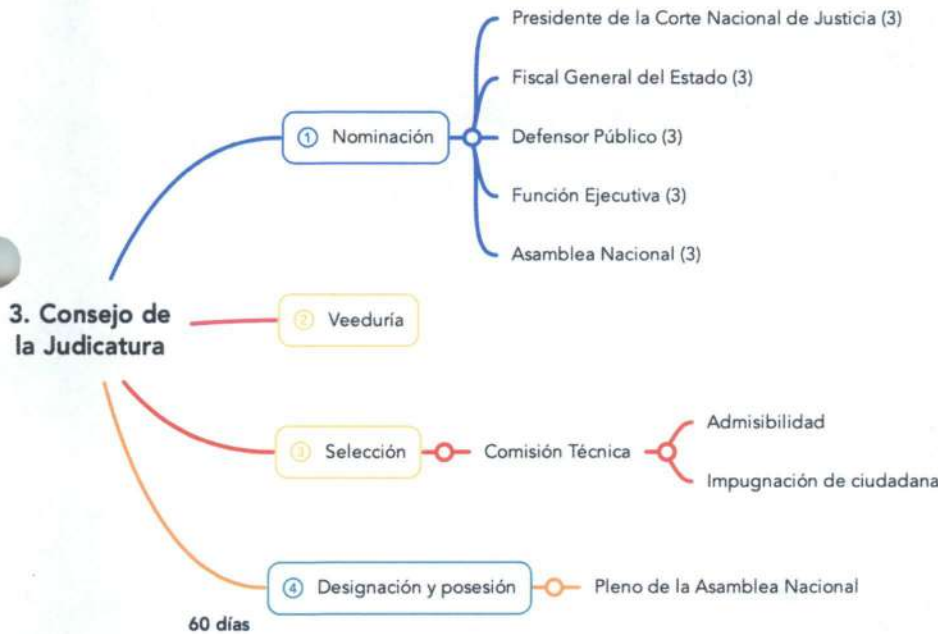 3. Consejo de
la Judicatura
① Nominación
Presidente de la Corte Nacional de Justicia (3)
Fiscal General del Estado (3)
Defensor Público (3)
Función Ejecutiva (3)
Asamblea Nacional (3)
② Veeduría
③ Selección
Comisión Técnica
Admisibilidad
Impugnación de ciudadana
④ Designación y posesión
Pleno de la Asamblea Nacional
60 días